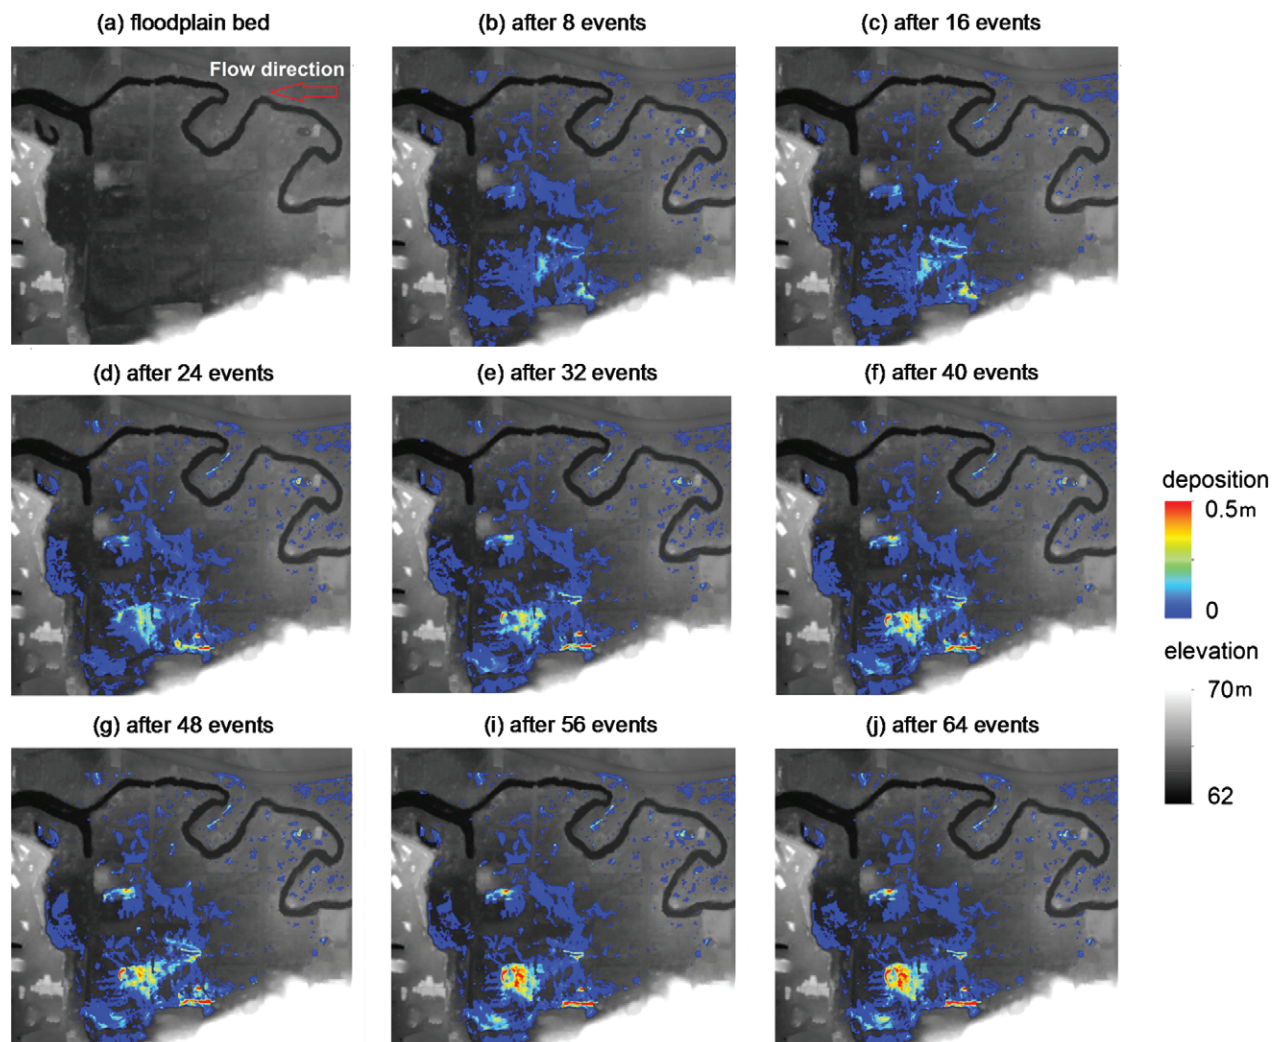 (a) floodplain bed
(b) after 8 events
(c) after 16 events
Flow direction
(d) after 24 events
(e) after 32 events
(f) after 40 events
deposition
0.5m
0
elevation
70m
62
(g) after 48 events
(i) after 56 events
(j) after 64 events